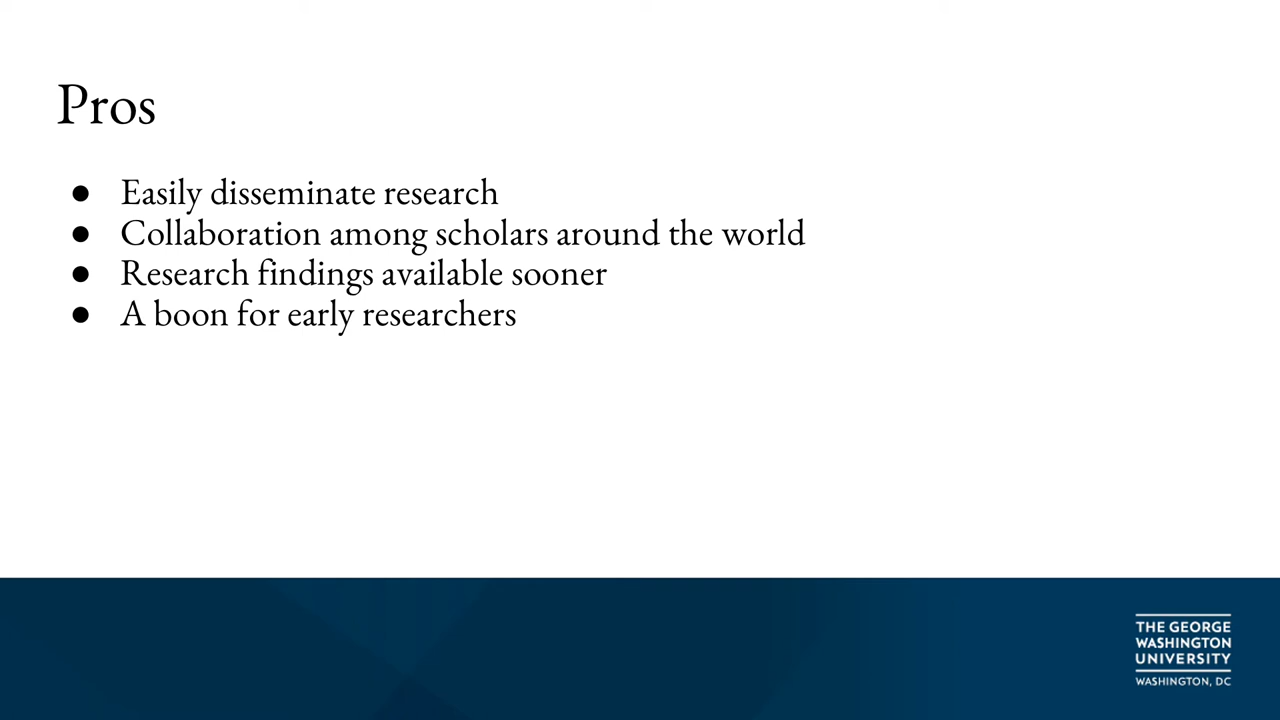 Pros
● Easily disseminate research
● Collaboration among scholars around the world
● Research findings available sooner
● A boon for early researchers
THE GEORGE
WASHINGTON
UNIVERSITY
WASHINGTON, DC